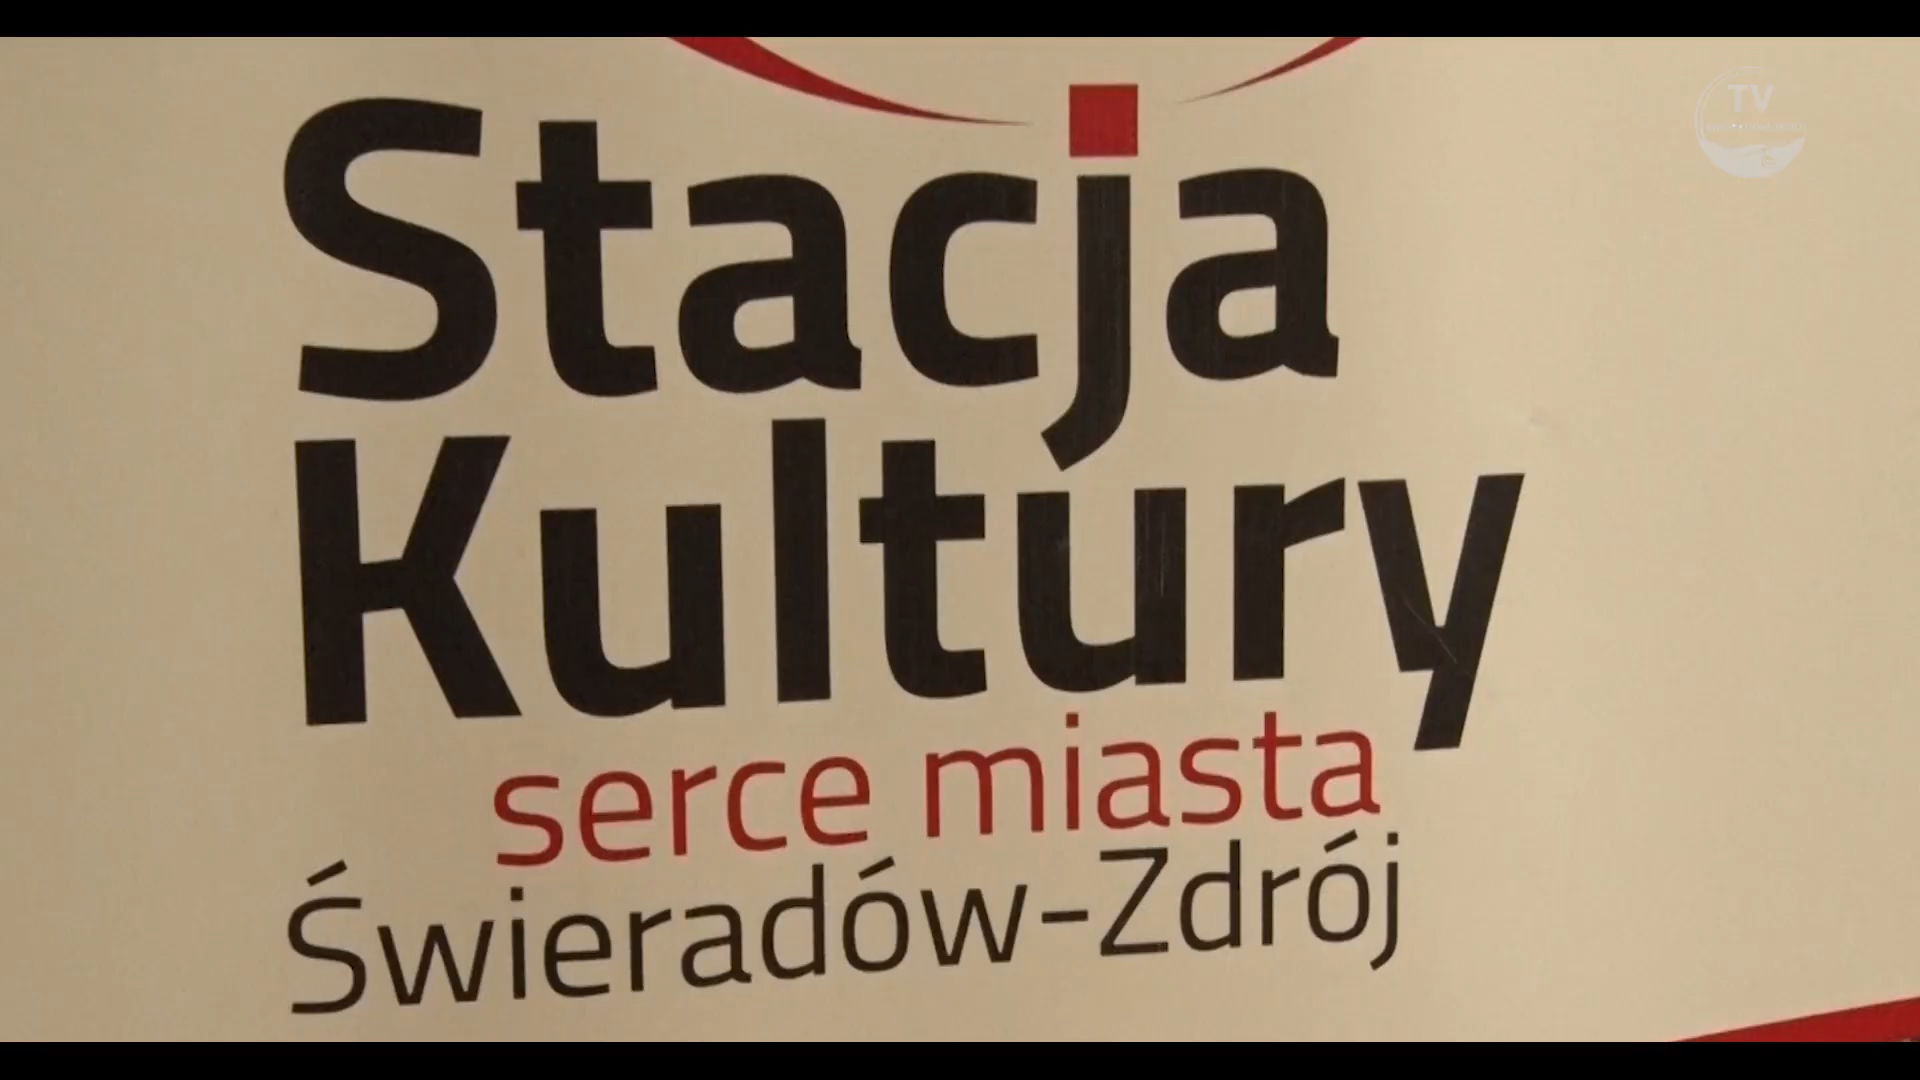 TV
Stacja
Kultury
serce miasta
Świeradów-Zdrój